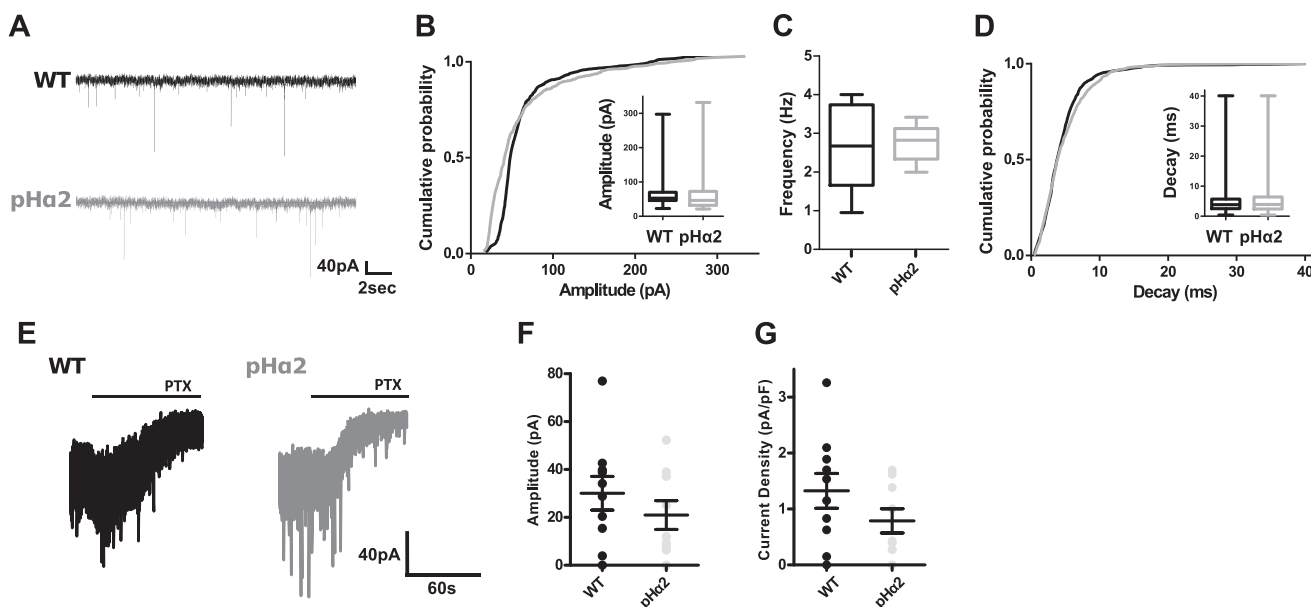 A
WT
pHα2
40pA
2sec
B
Cumulative probability
1.0
0.5
0.0
100
200
300
Amplitude (pA)
Amplitude (pA)
300
200
100
0
WT pHα2
C
Frequency (Hz)
5
4
3
2
1
0
WT
pHα2
D
Cumulative probability
1.0
0.5
0.0
0
10
20
30
40
Decay (ms)
Decay (ms)
40
30
20
10
0
WT pHα2
E
WT
PTX
pHα2
PTX
40pA
60s
F
Amplitude (pA)
80
60
40
20
0
WT
pHα2
G
Current Density (pA/pF)
3
2
1
0
WT
pHα2